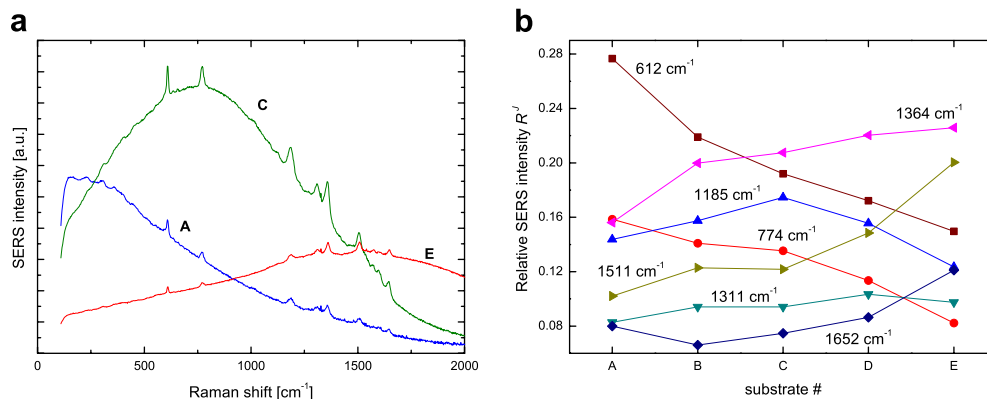 a
SERS intensity [a.u.]
C
A
E
0 500 1000 1500 2000
Raman shift [cm⁻¹]
b
Relative SERS intensity Rᴶ
0.28
0.24
0.20
0.16
0.12
0.08
612 cm⁻¹
1364 cm⁻¹
1185 cm⁻¹
774 cm⁻¹
1511 cm⁻¹
1311 cm⁻¹
1652 cm⁻¹
A B C D E
substrate #